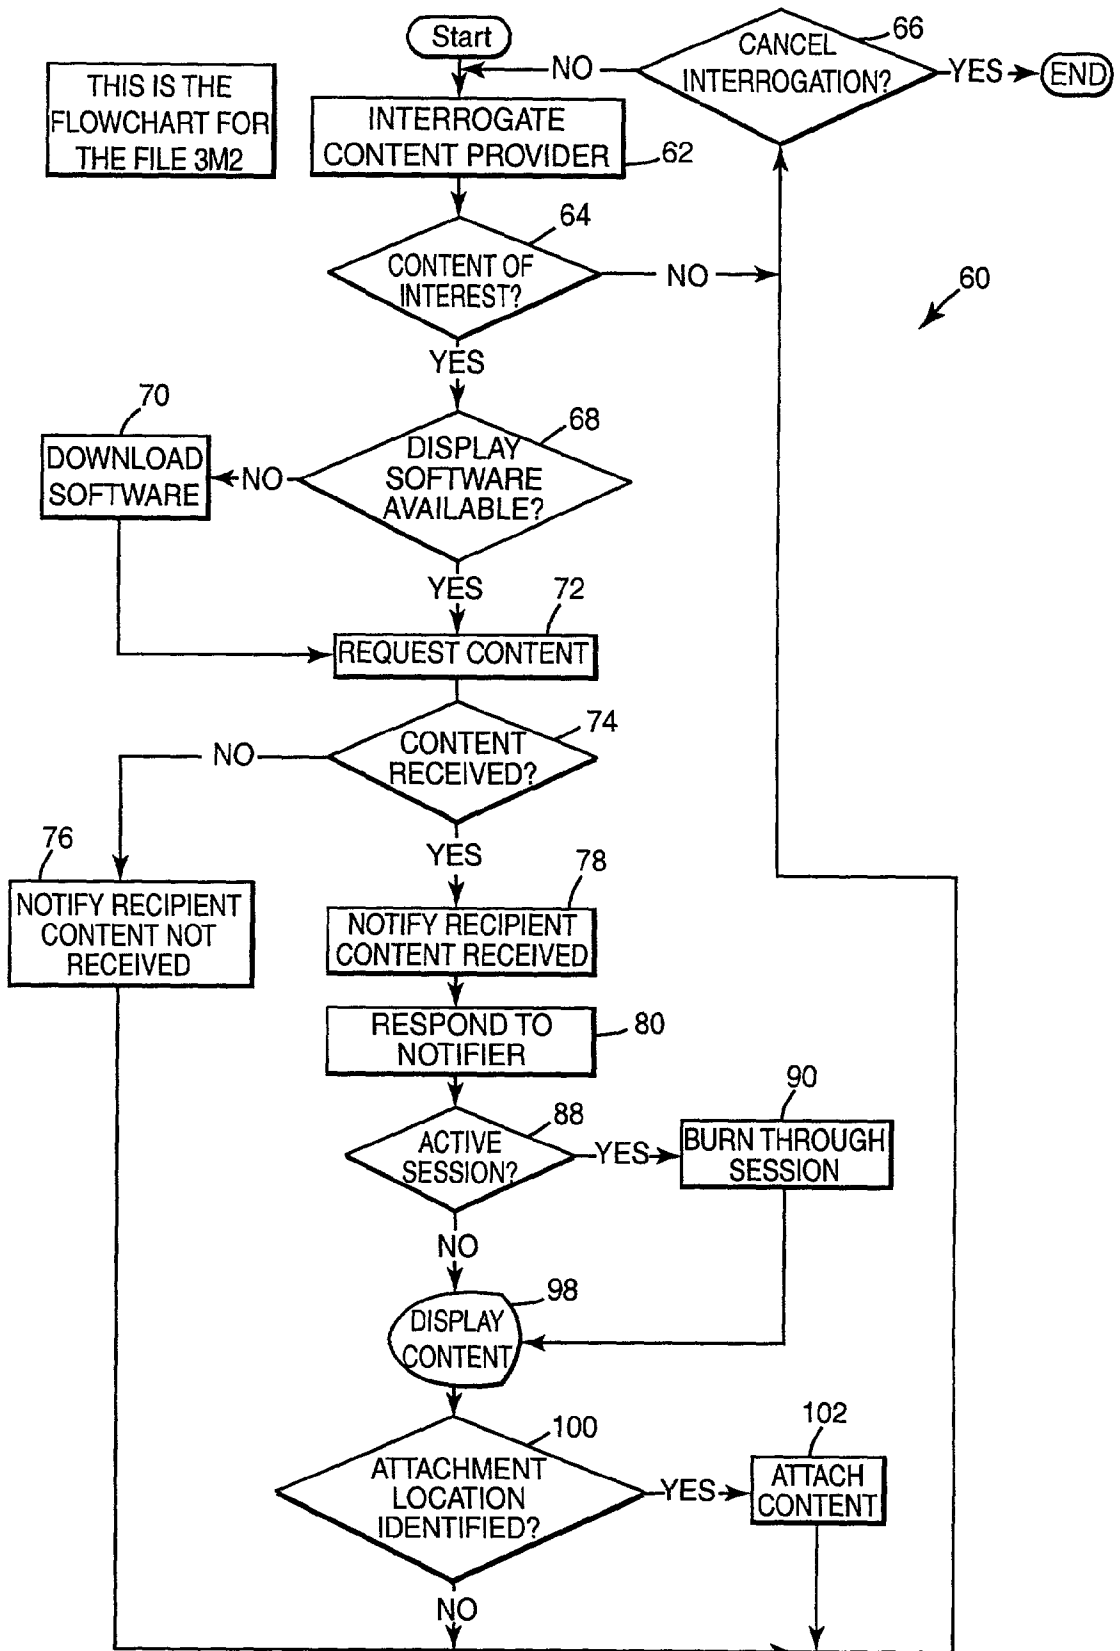 Start
66
CANCEL
INTERROGATION?
NO
YES
END
THIS IS THE
FLOWCHART FOR
THE FILE 3M2
INTERROGATE
CONTENT PROVIDER
62
64
CONTENT OF
INTEREST?
NO
60
YES
70
68
DOWNLOAD
SOFTWARE
NO
DISPLAY
SOFTWARE
AVAILABLE?
YES
72
REQUEST CONTENT
74
NO
CONTENT
RECEIVED?
76
YES
78
NOTIFY RECIPIENT
CONTENT NOT
RECEIVED
NOTIFY RECIPIENT
CONTENT RECEIVED
RESPOND TO
NOTIFIER
80
90
88
ACTIVE
SESSION?
YES
BURN THROUGH
SESSION
NO
98
DISPLAY
CONTENT
102
100
ATTACHMENT
LOCATION
IDENTIFIED?
YES
ATTACH
CONTENT
NO